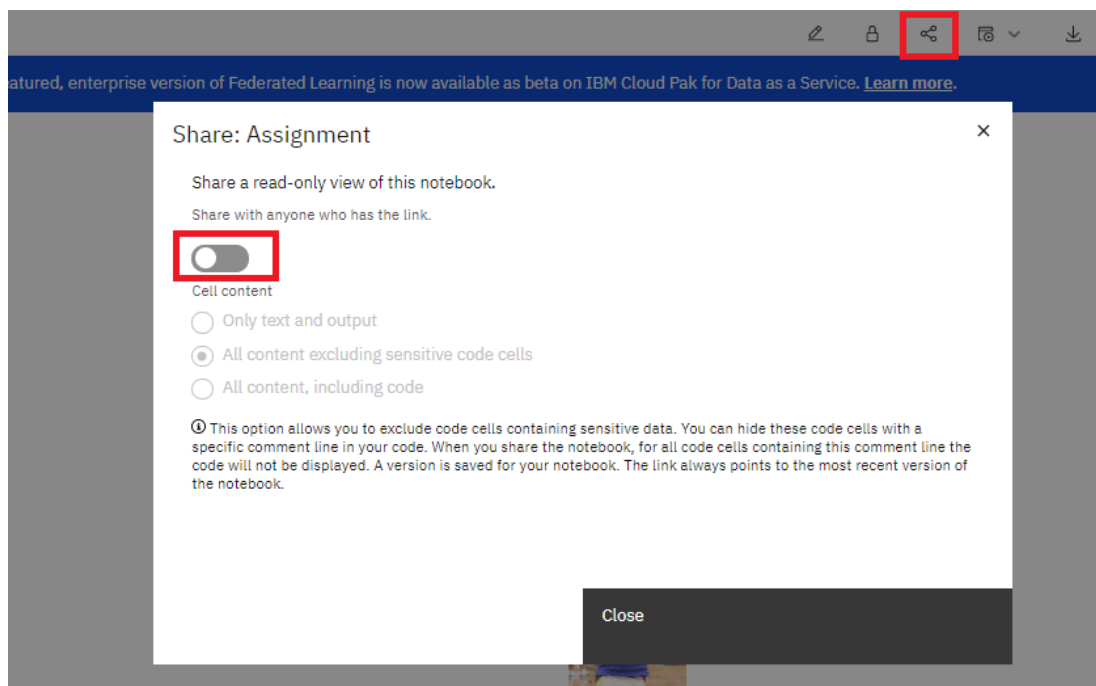 atured, enterprise version of Federated Learning is now available as beta on IBM Cloud Pak for Data as a Service. Learn more.
Share: Assignment
Share a read-only view of this notebook.
Share with anyone who has the link.
Cell content
Only text and output
All content excluding sensitive code cells
All content, including code
This option allows you to exclude code cells containing sensitive data. You can hide these code cells with a
specific comment line in your code. When you share the notebook, for all code cells containing this comment line the
code will not be displayed. A version is saved for your notebook. The link always points to the most recent version of
the notebook.
Close